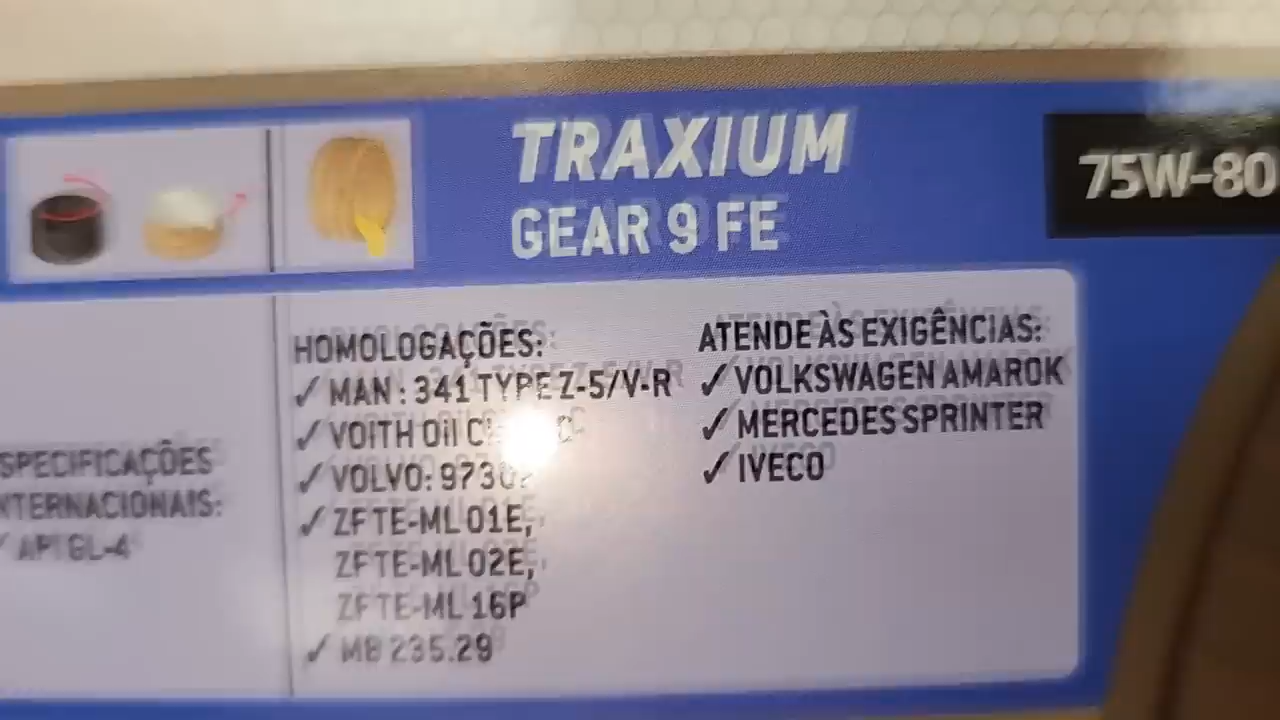 TRAXIUM
GEAR 9 FE
75W-80
SPECIFICAÇÕES
NTERNACIONAIS:
✓ API GL-4
HOMOLOGAÇÕES:
✓ MAN : 341 TYPE Z-5/V-R
✓ VOITH Oil
✓ VOLVO:
✓ ZF TE-ML 01E,
ZF TE-ML 02E,
ZF TE-ML 16P
✓ MB 235.29
ATENDE ÀS EXIGÊNCIAS:
✓ VOLKSWAGEN AMAROK
✓ MERCEDES SPRINTER
✓ IVECO